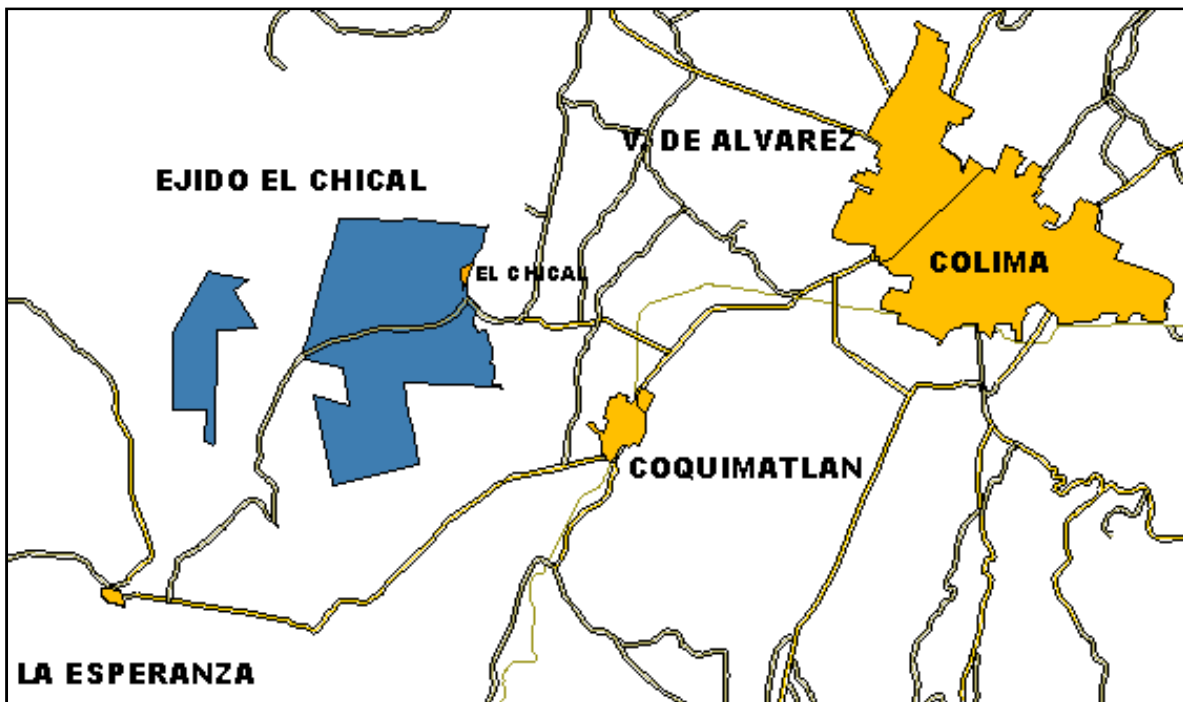 V. DE ALVAREZ
EJIDO EL CHICAL
COLIMA
EL CHICAL
COQUIMATLAN
LA ESPERANZA